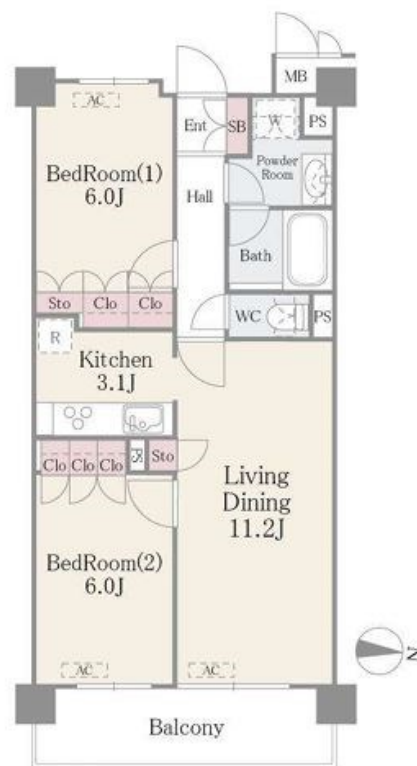 MB
AC
Ent
SB
W
PS
BedRoom(1)
6.0J
Powder
Room
Hall
Bath
Sto
Clo
Clo
WC
PS
R
Kitchen
3.1J
Clo
Clo
Clo
PS
Sto
Living
Dining
11.2J
BedRoom(2)
6.0J
AC
AC
N
Balcony